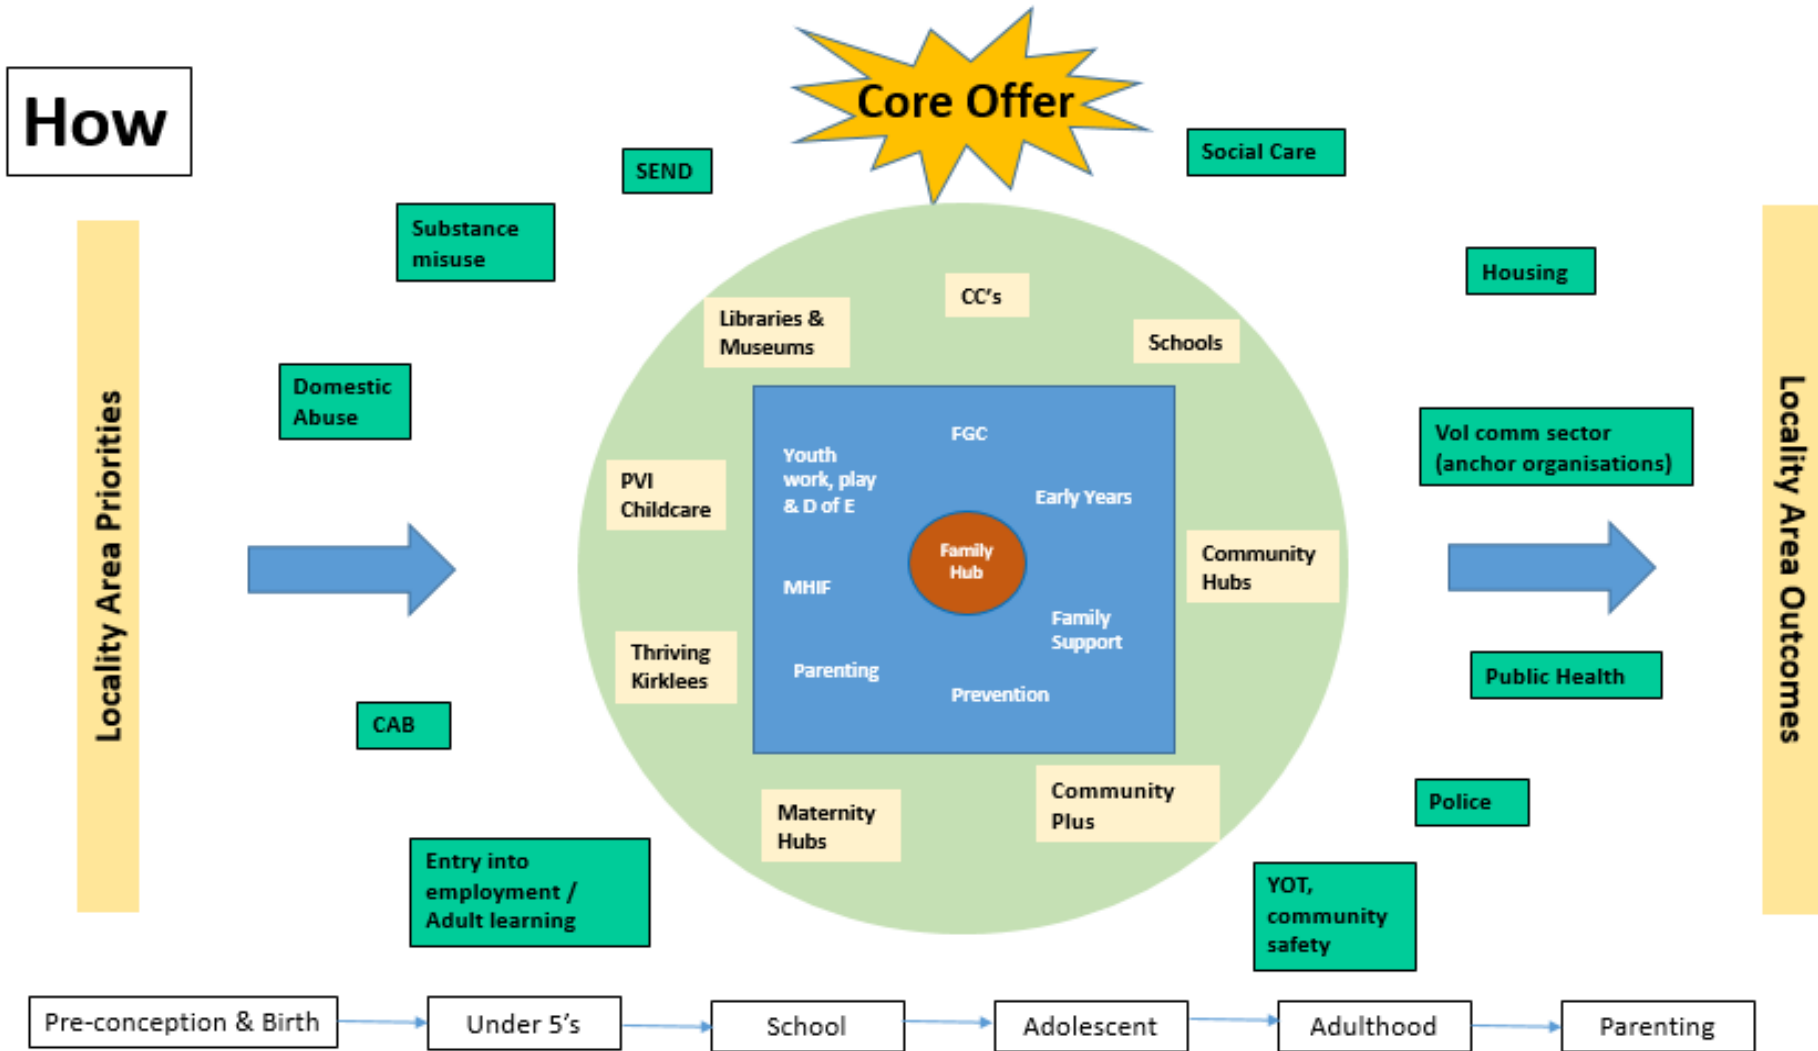 How
Core Offer
SEND
Social Care
Substance
misuse
Housing
Libraries &
Museums
CC's
Schools
Domestic
Abuse
Vol comm sector
(anchor organisations)
PVI
Childcare
Youth
work, play
& D of E
FGC
Early Years
Family
Hub
Community
Hubs
MHIF
Family
Support
Thriving
Kirklees
Parenting
Prevention
Public Health
CAB
Maternity
Hubs
Community
Plus
Police
Entry into
employment /
Adult learning
YOT,
community
safety
Locality Area Priorities
Locality Area Outcomes
Pre-conception & Birth
Under 5's
School
Adolescent
Adulthood
Parenting